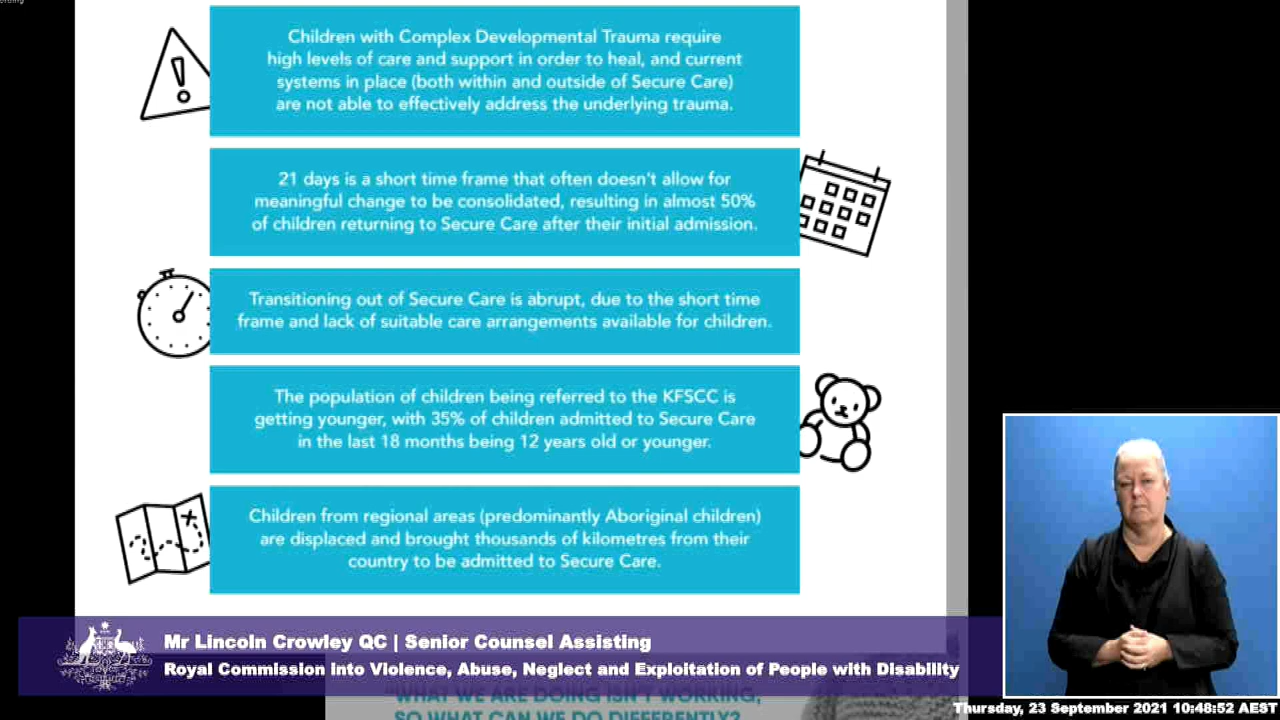 Children with Complex Developmental Trauma require
high levels of care and support in order to heal, and current
systems in place (both within and outside of Secure Care)
are not able to effectively address the underlying trauma.
21 days is a short time frame that often doesn't allow for
meaningful change to be consolidated, resulting in almost 50%
of children returning to Secure Care after their initial admission.
Transitioning out of Secure Care is abrupt, due to the short time
frame and lack of suitable care arrangements available for children.
The population of children being referred to the KFSCC is
getting younger, with 35% of children admitted to Secure Care
in the last 18 months being 12 years old or younger.
Children from regional areas (predominantly Aboriginal children)
are displaced and brought thousands of kilometres from their
country to be admitted to Secure Care.
Mr Lincoln Crowley QC | Senior Counsel Assisting
Royal Commission into Violence, Abuse, Neglect and Exploitation of People with Disability
"WHAT WE ARE DOING ISN'T WORKING,
SO WHAT CAN WE DO DIFFERENTLY?
Thursday, 23 September 2021 10:48:52 AEST